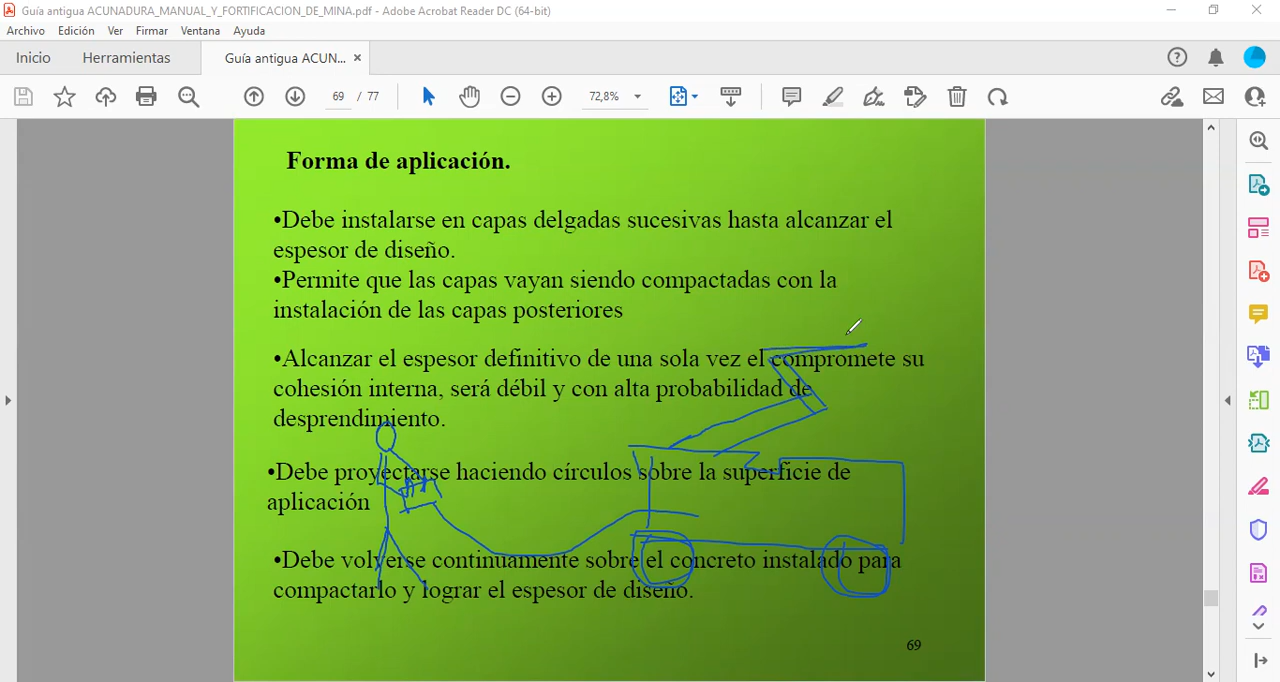 Guía antigua ACUNADURA_MANUAL_Y_FORTIFICACION_DE_MINA.pdf - Adobe Acrobat Reader DC (64-bit)
Archivo Edición Ver Firmar Ventana Ayuda
Inicio Herramientas Guía antigua ACUN... ×
69 / 77 72,8%
Forma de aplicación.
•Debe instalarse en capas delgadas sucesivas hasta alcanzar el
espesor de diseño.
•Permite que las capas vayan siendo compactadas con la
instalación de las capas posteriores
•Alcanzar el espesor definitivo de una sola vez el compromete su
cohesión interna, será débil y con alta probabilidad de
desprendimiento.
•Debe proyectarse haciendo círculos sobre la superficie de
aplicación
•Debe volverse continuamente sobre el concreto instalado para
compactarlo y lograr el espesor de diseño.
69